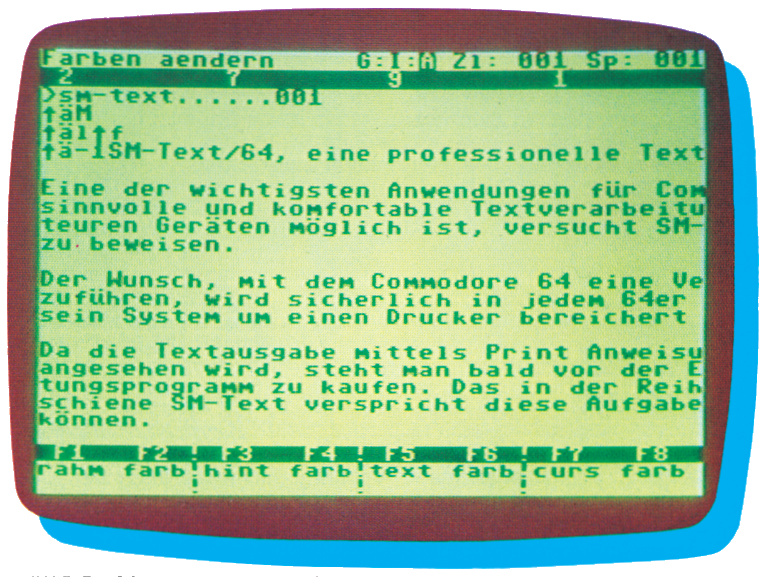 Farben aendern G:I:A Zl: 001 Sp: 001
2 7 9 1
>sm-text......001
↑äM
↑äl↑f
↑ä-lSM-Text/64, eine professionelle Text
Eine der wichtigsten Anwendungen für Com
sinnvolle und komfortable Textverarbeitu
teuren Geräten möglich ist, versucht SM-
zu beweisen.
Der Wunsch, mit dem Commodore 64 eine Ve
zuführen, wird sicherlich in jedem 64er
sein System um einen Drucker bereichert
Da die Textausgabe mittels Print Anweisu
angesehen wird, steht man bald vor der E
tungsprogramm zu kaufen. Das in der Reih
schiene SM-Text verspricht diese Aufgabe
können.
F1 F2 ¦ F3 F4 ¦ F5 F6 ¦ F7 F8
rahm farb¦hint farb¦text farb¦curs farb